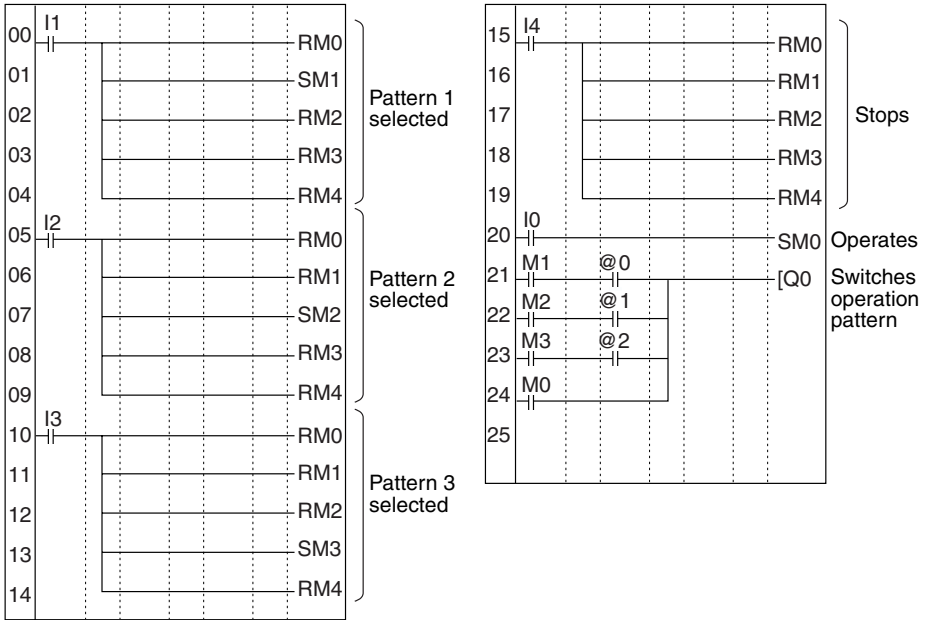 00 I1 RM0
01 SM1
02 RM2
03 RM3
04 RM4
Pattern 1
selected
05 I2 RM0
06 RM1
07 SM2
08 RM3
09 RM4
Pattern 2
selected
10 I3 RM0
11 RM1
12 RM2
13 SM3
14 RM4
Pattern 3
selected
15 I4 RM0
16 RM1
17 RM2
18 RM3
19 RM4
Stops
20 I0 SM0 Operates
21 M1 @0 [Q0 Switches
operation
pattern
22 M2 @1
23 M3 @2
24 M0
25